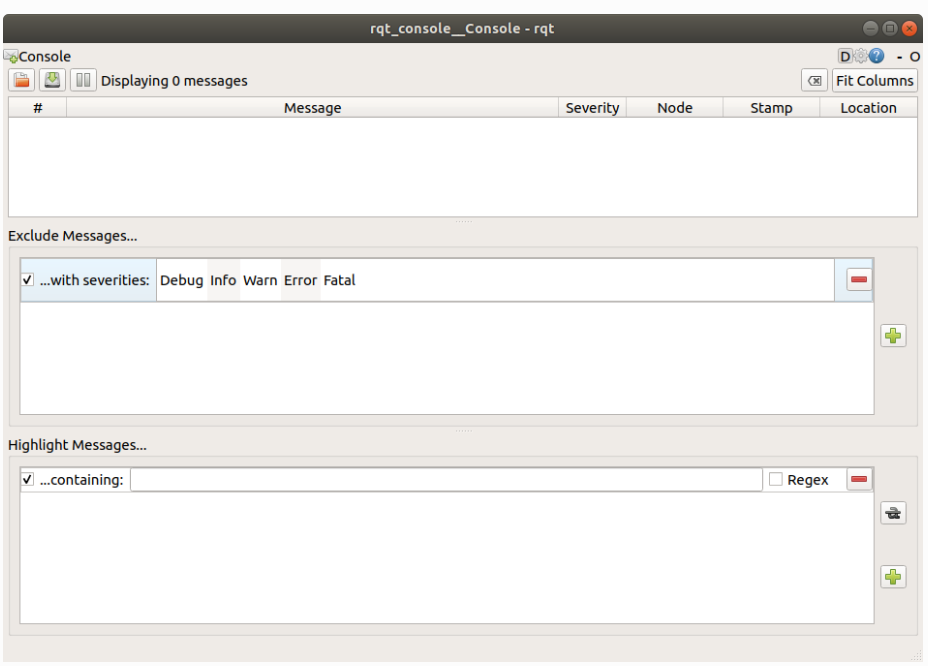 rqt_console__Console - rqt
Console D - O
Displaying 0 messages Fit Columns
# Message Severity Node Stamp Location
Exclude Messages...
...with severities: Debug Info Warn Error Fatal
Highlight Messages...
...containing: Regex